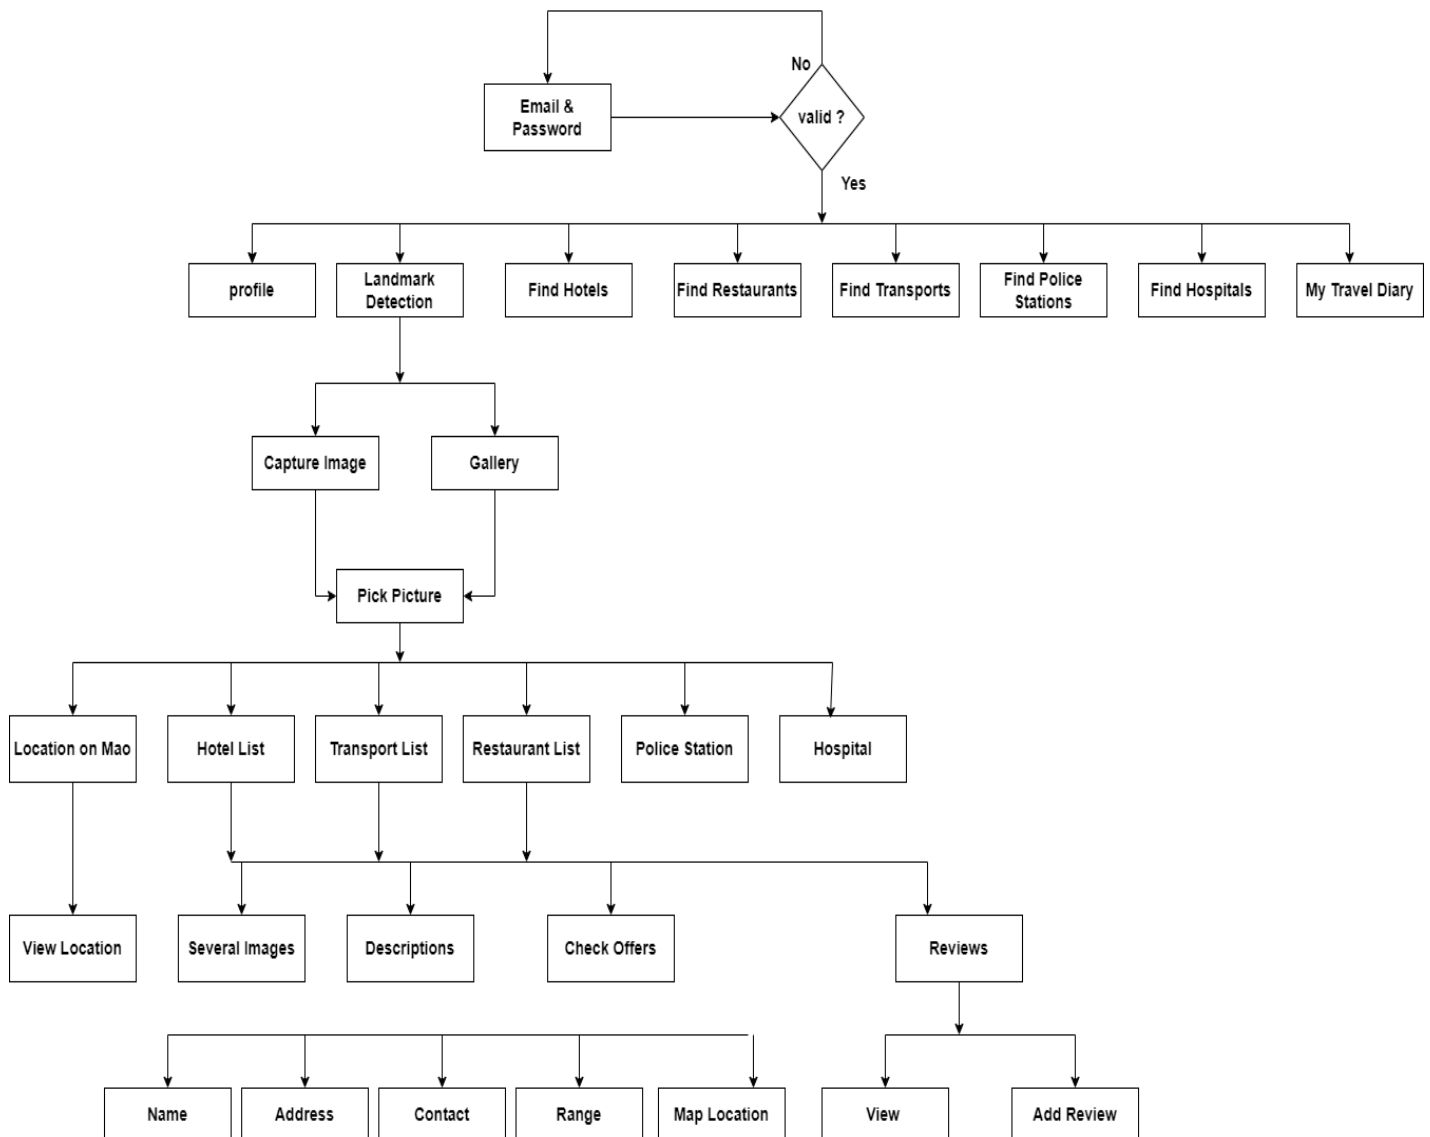 No
Email &
Password
valid ?
Yes
profile
Landmark
Detection
Find Hotels
Find Restaurants
Find Transports
Find Police
Stations
Find Hospitals
My Travel Diary
Capture Image
Gallery
Pick Picture
Location on Mao
Hotel List
Transport List
Restaurant List
Police Station
Hospital
View Location
Several Images
Descriptions
Check Offers
Reviews
Name
Address
Contact
Range
Map Location
View
Add Review